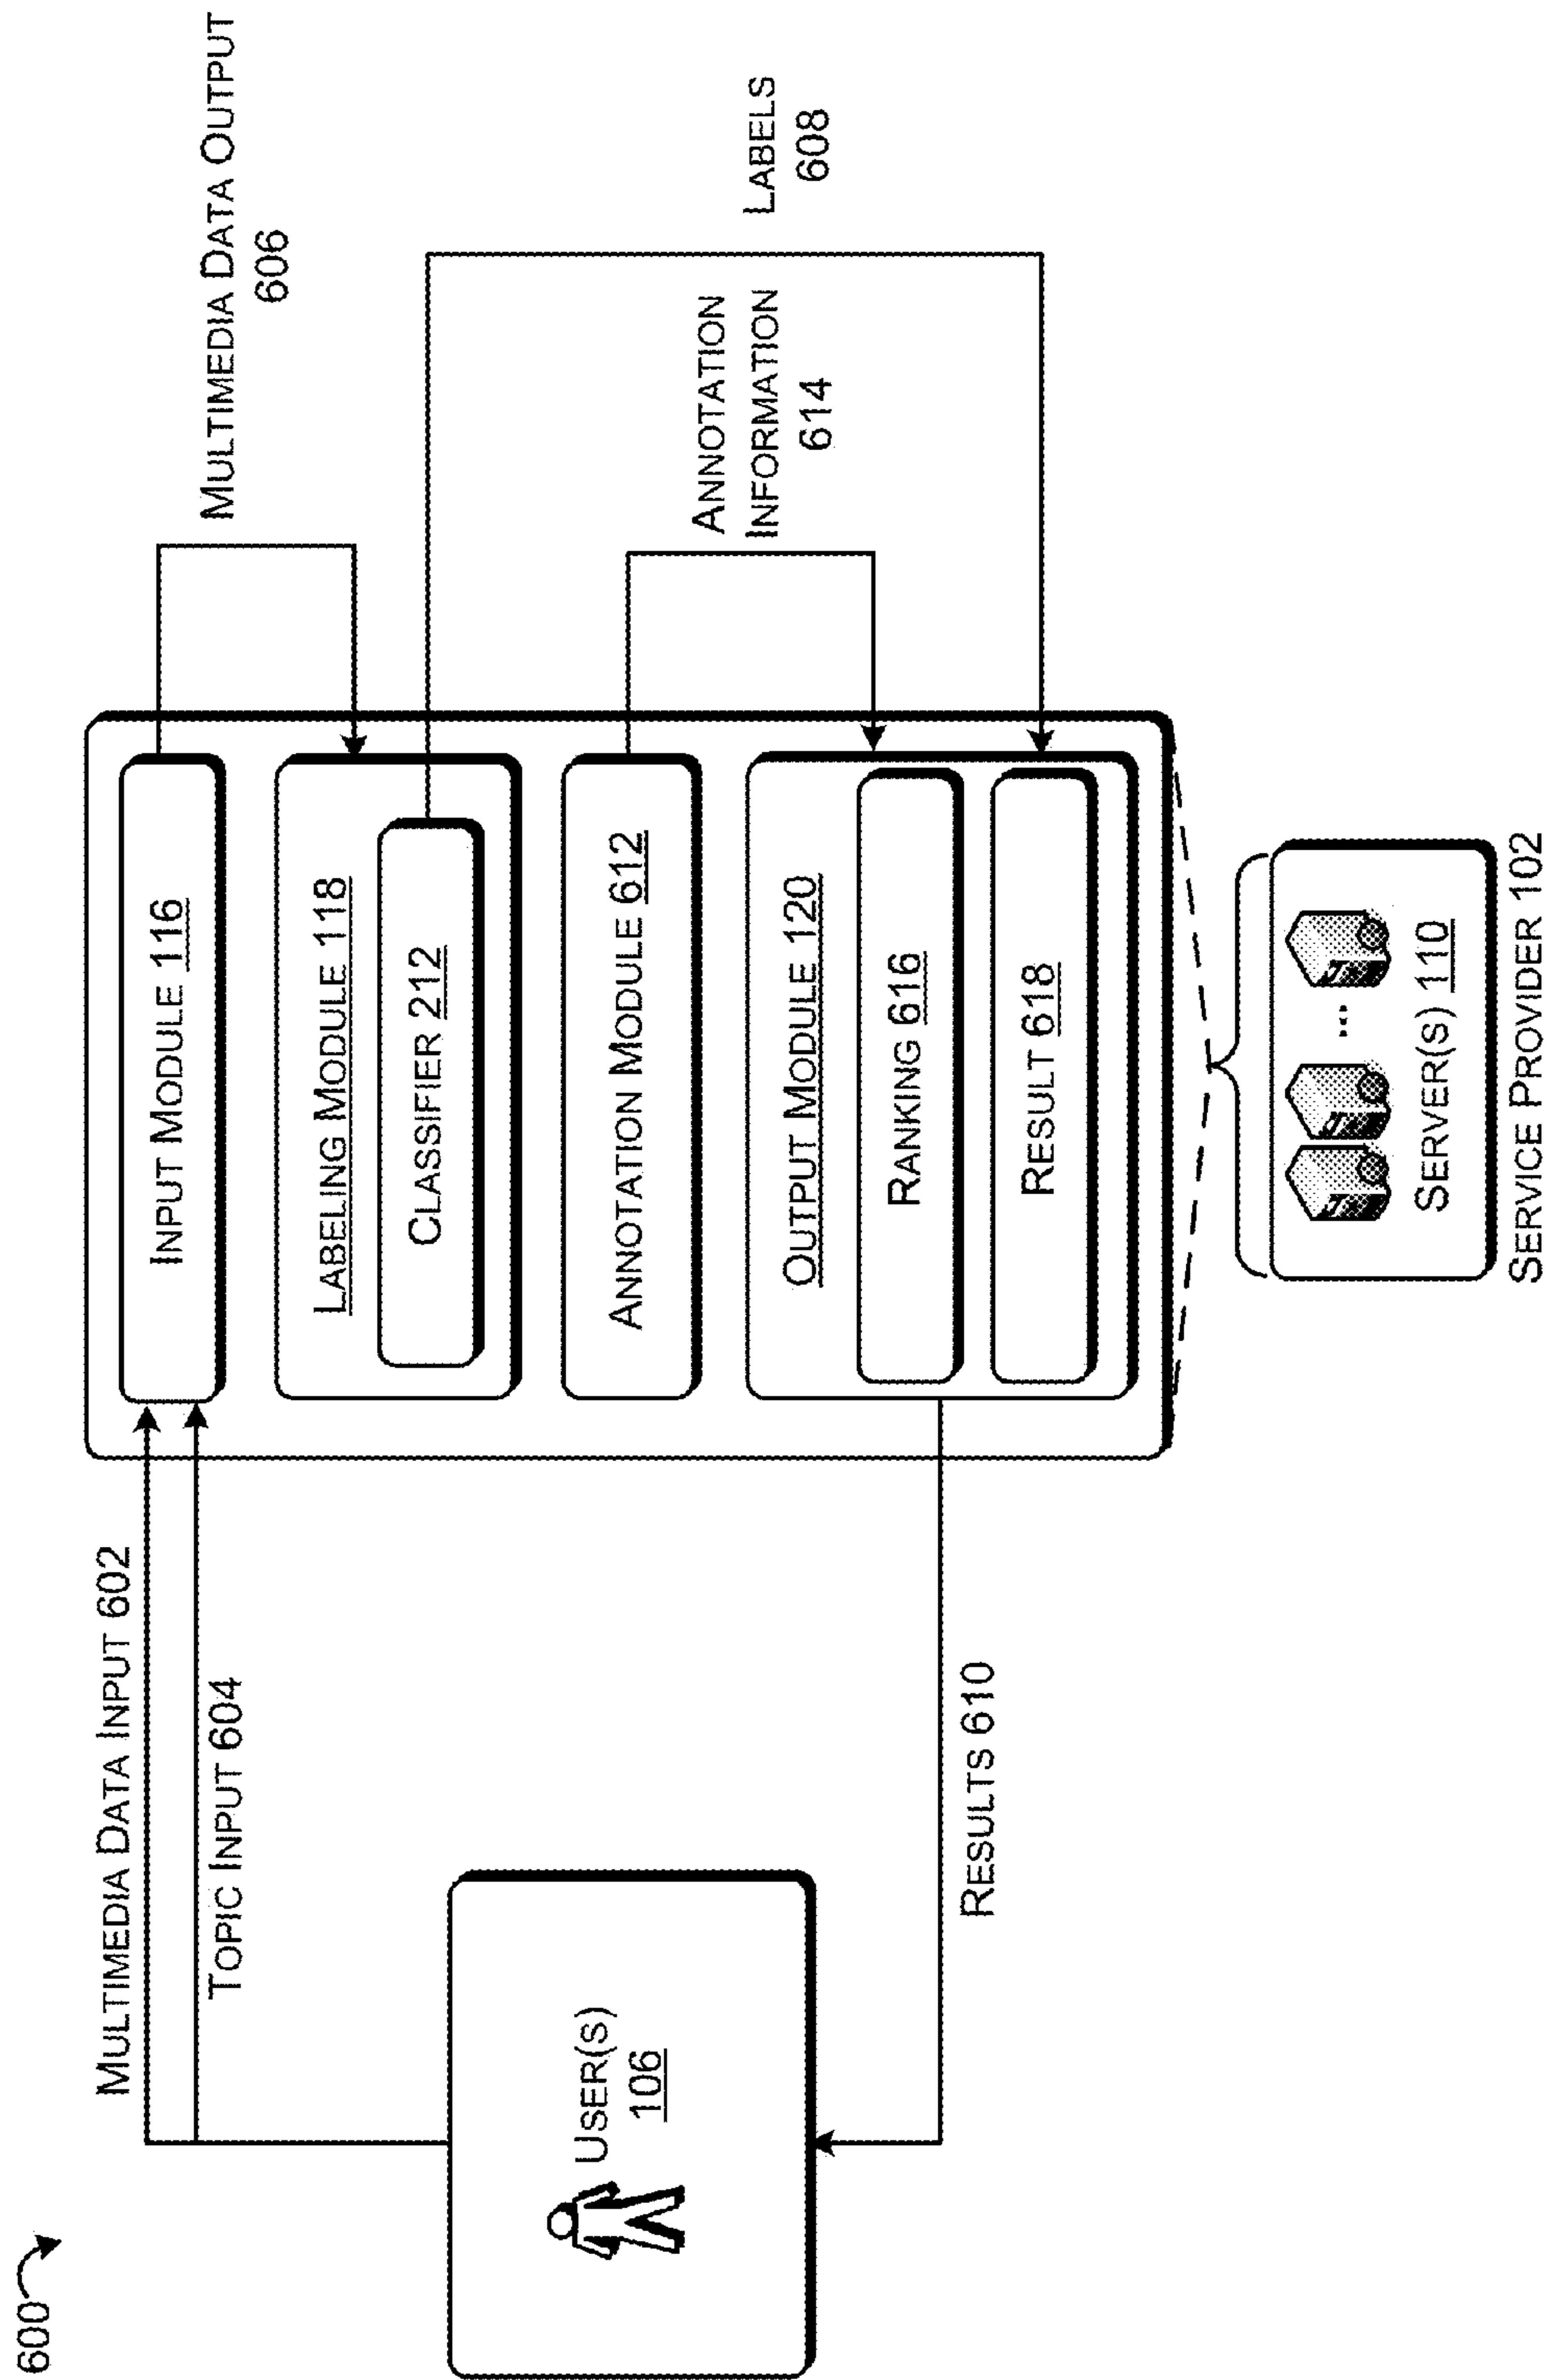 600
MULTIMEDIA DATA INPUT 602
TOPIC INPUT 604
USER(S)
106
RESULTS 610
INPUT MODULE 116
LABELING MODULE 118
CLASSIFIER 212
ANNOTATION MODULE 612
OUTPUT MODULE 120
RANKING 616
RESULT 618
MULTIMEDIA DATA OUTPUT
606
ANNOTATION
INFORMATION
614
LABELS
608
...
SERVER(S) 110
SERVICE PROVIDER 102